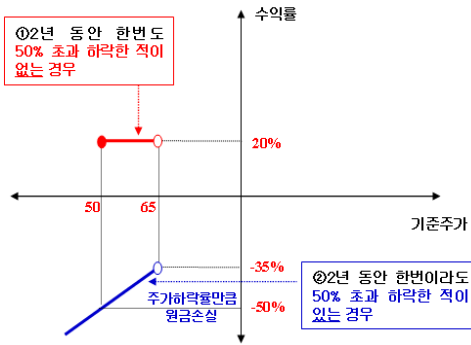 수익률
①2년 동안 한번도
50% 초과 하락한 적이
없는 경우
20%
50
65
기준주가
-35%
②2년 동안 한번이라도
50% 초과 하락한 적이
있는 경우
주가하락률만큼
원금손실
-50%